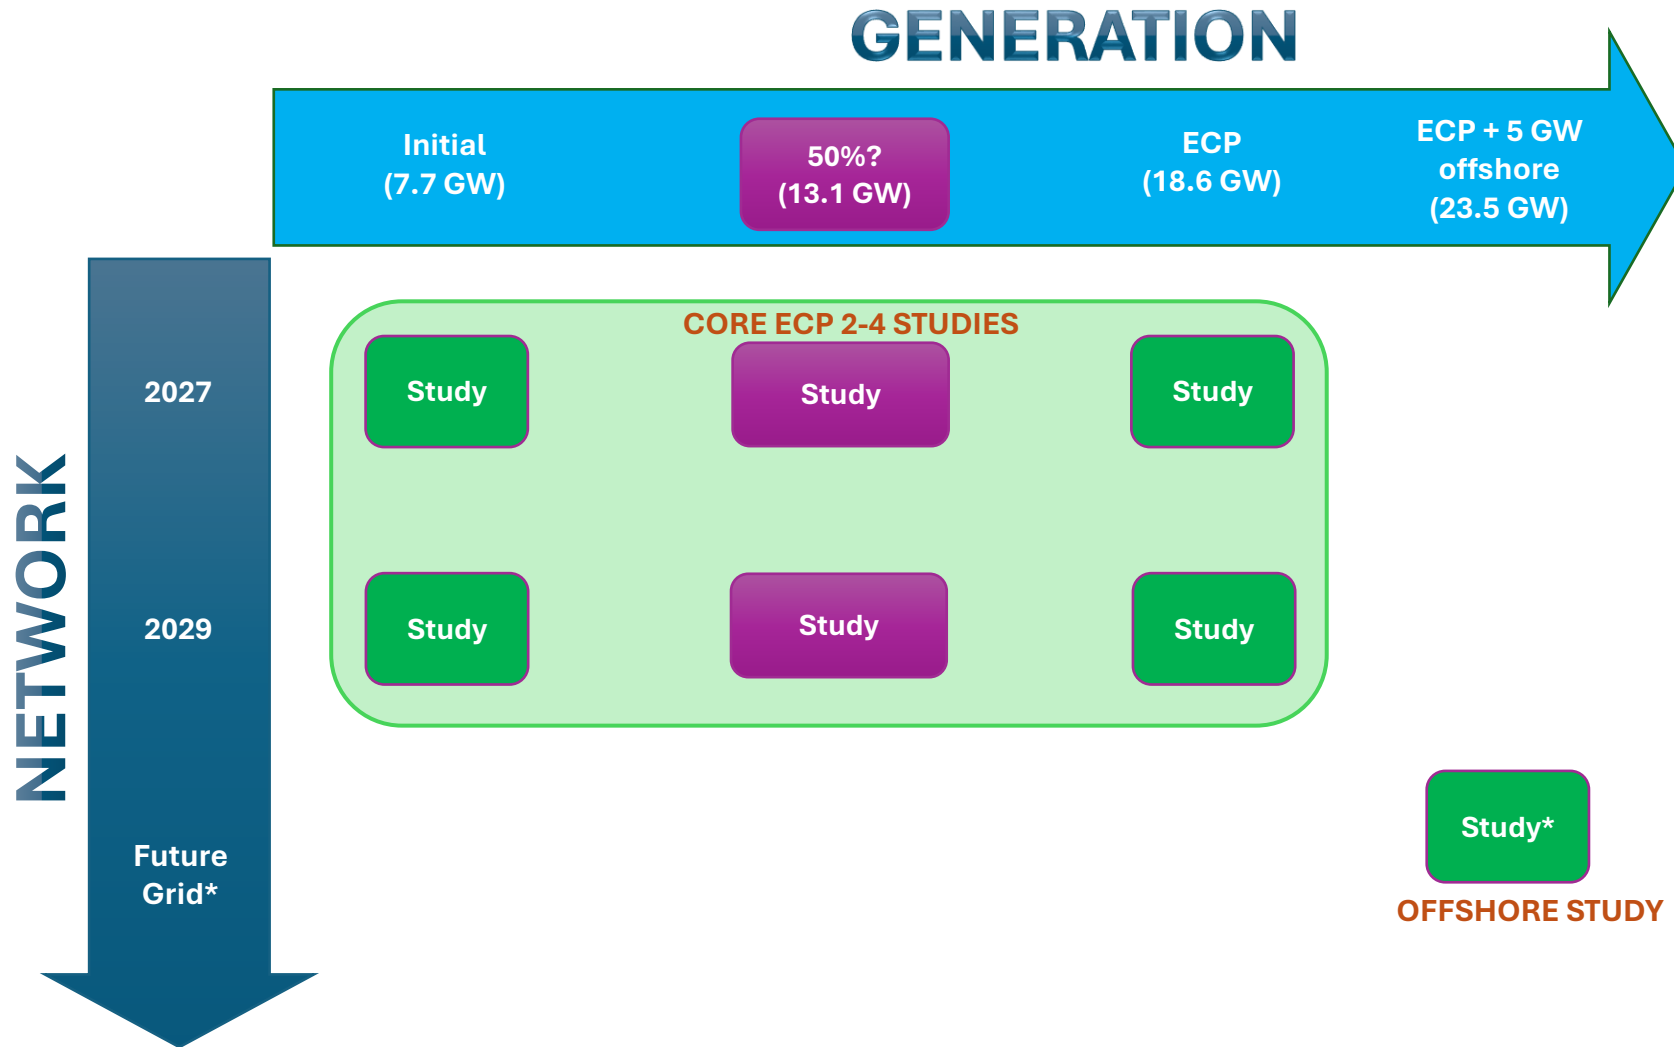 GENERATION
Initial
(7.7 GW)
50%?
(13.1 GW)
ECP
(18.6 GW)
ECP + 5 GW
offshore
(23.5 GW)
NETWORK
CORE ECP 2-4 STUDIES
2027
Study
Study
Study
2029
Study
Study
Study
Future
Grid*
Study*
OFFSHORE STUDY